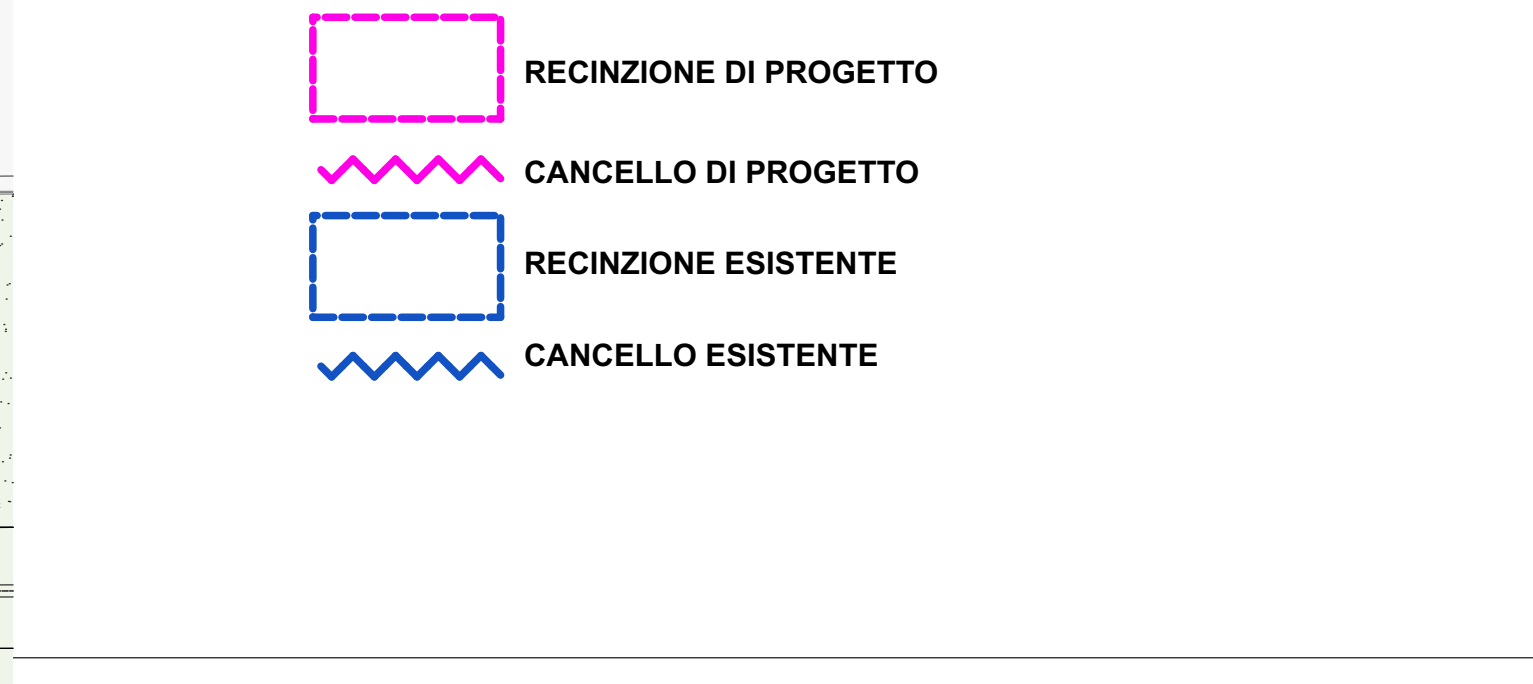 RECINZIONE DI PROGETTO
CANCELLO DI PROGETTO
RECINZIONE ESISTENTE
CANCELLO ESISTENTE